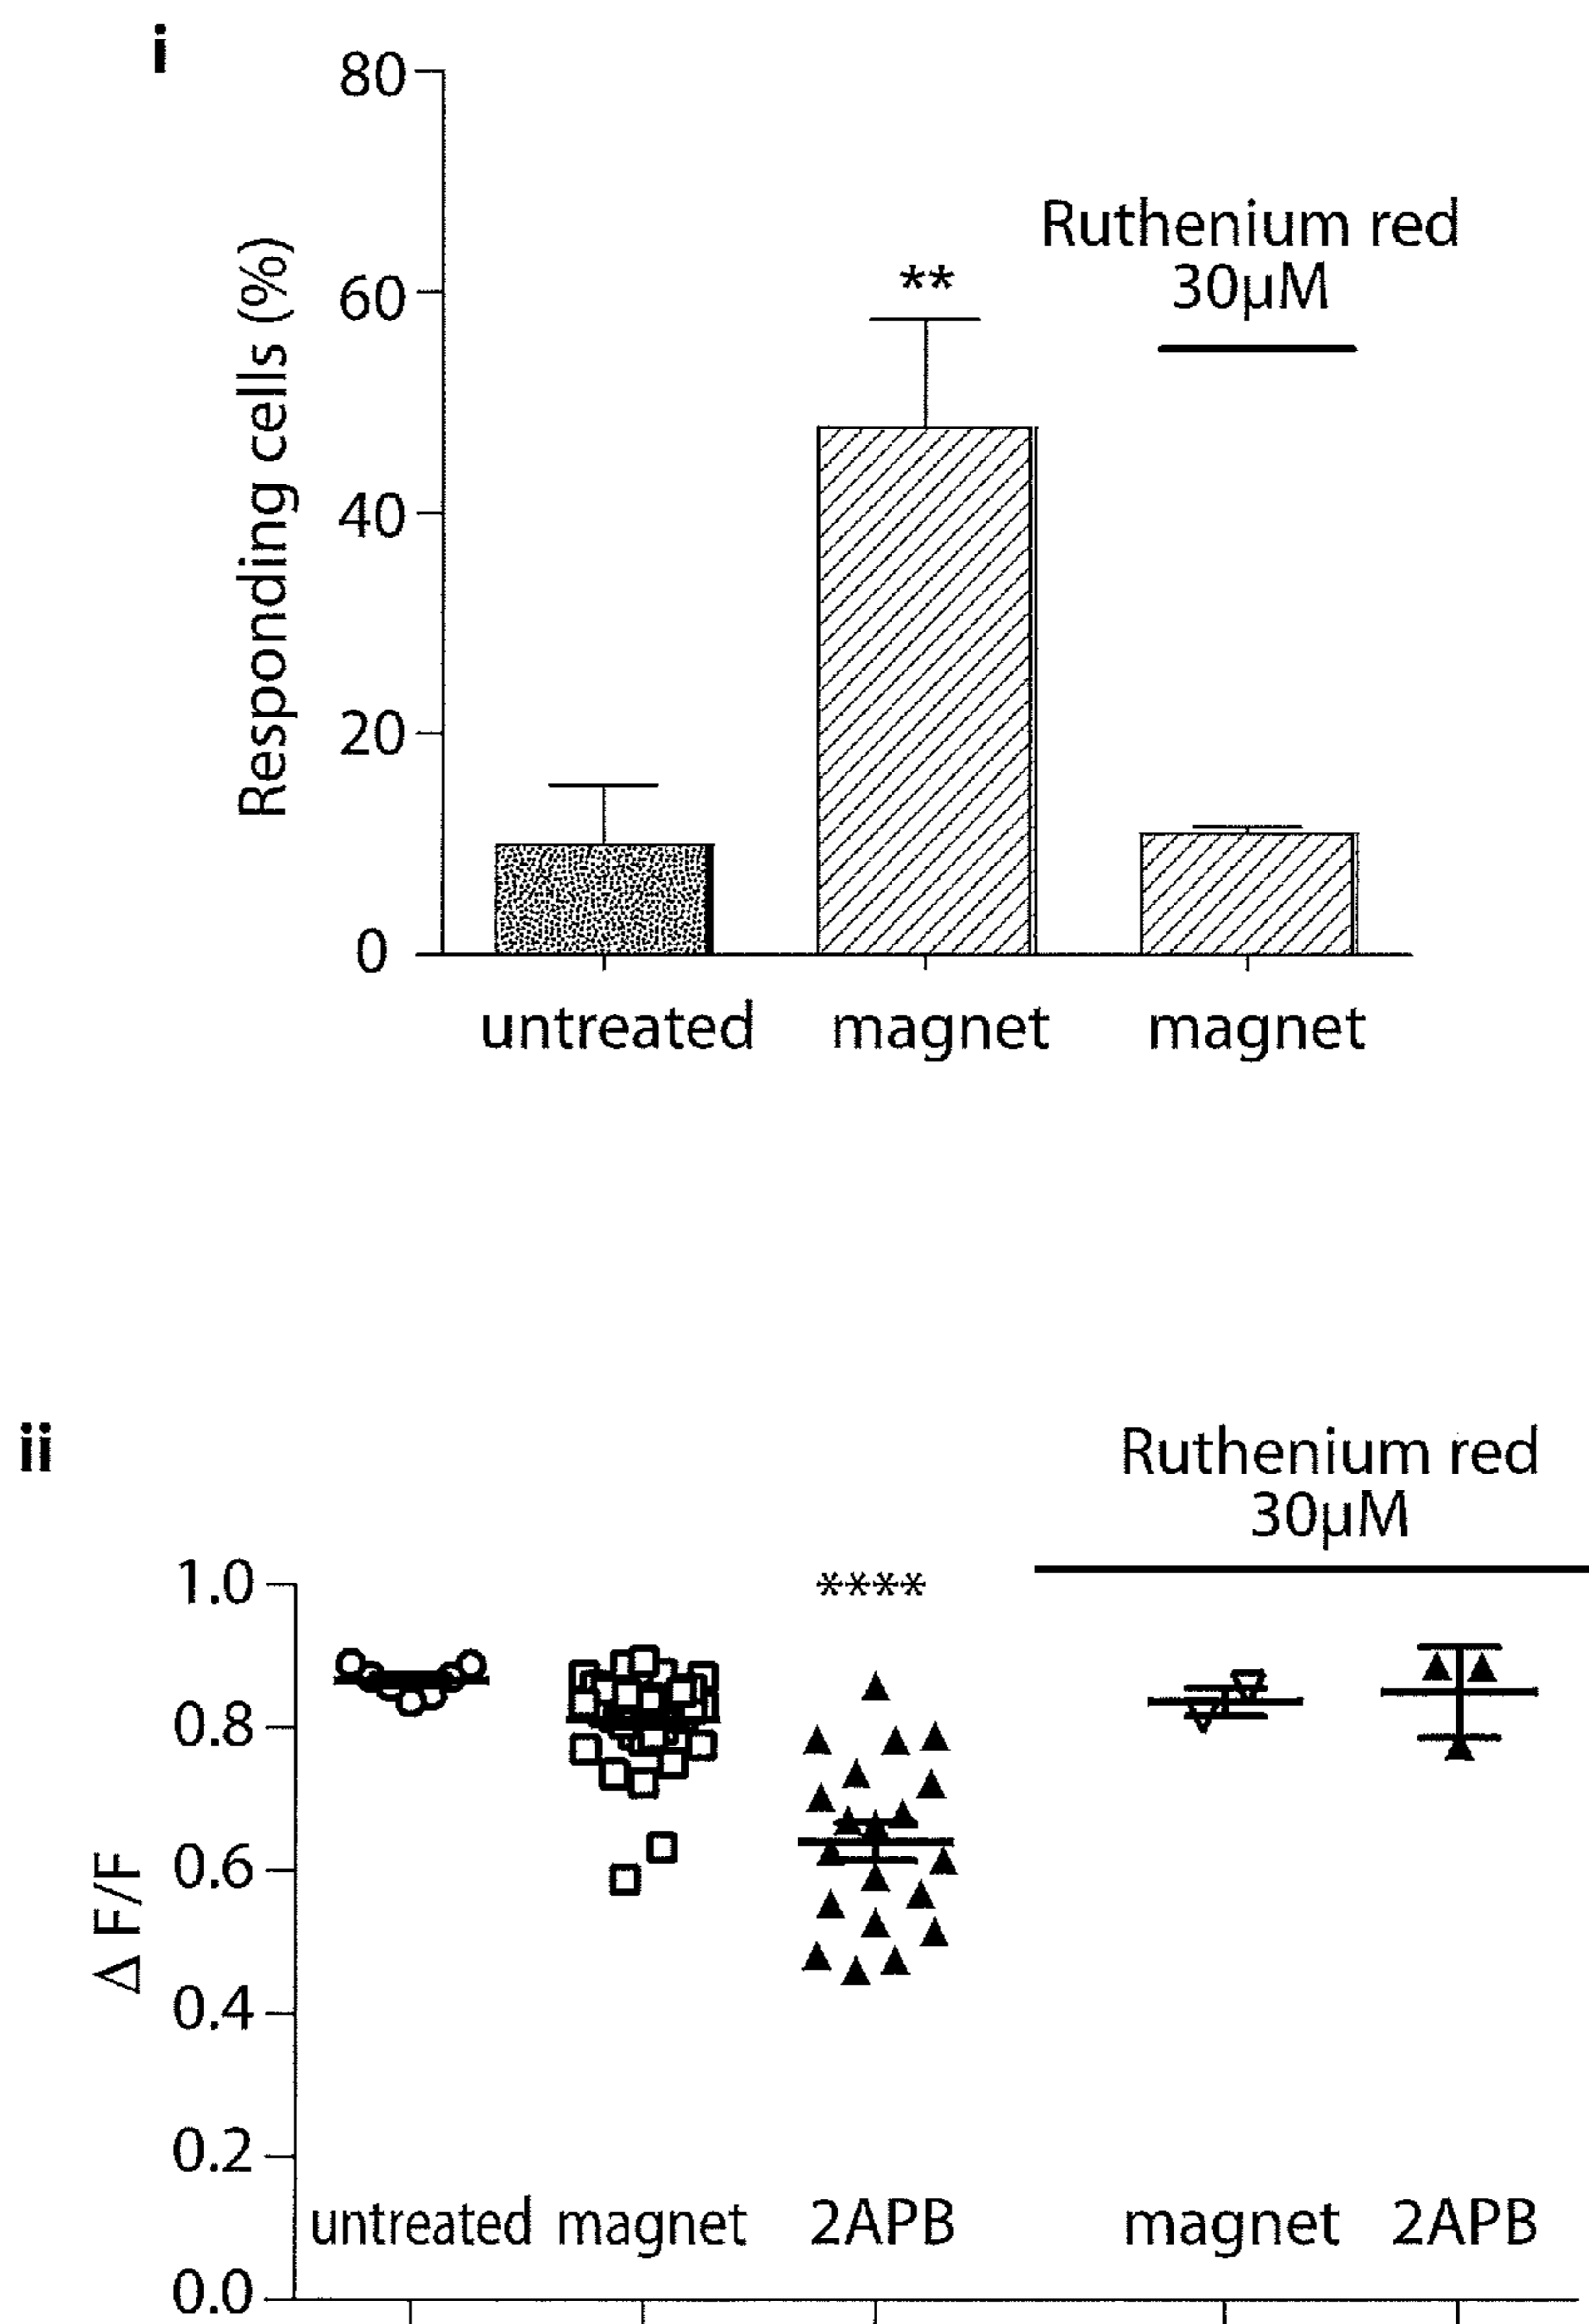 i
80
60
40
20
0
Responding cells (%)
**
Ruthenium red
30µM
untreated magnet magnet
ii
Ruthenium red
30µM
****
1.0
0.8
0.6
0.4
0.2
0.0
Δ F/F
untreated magnet 2APB magnet 2APB